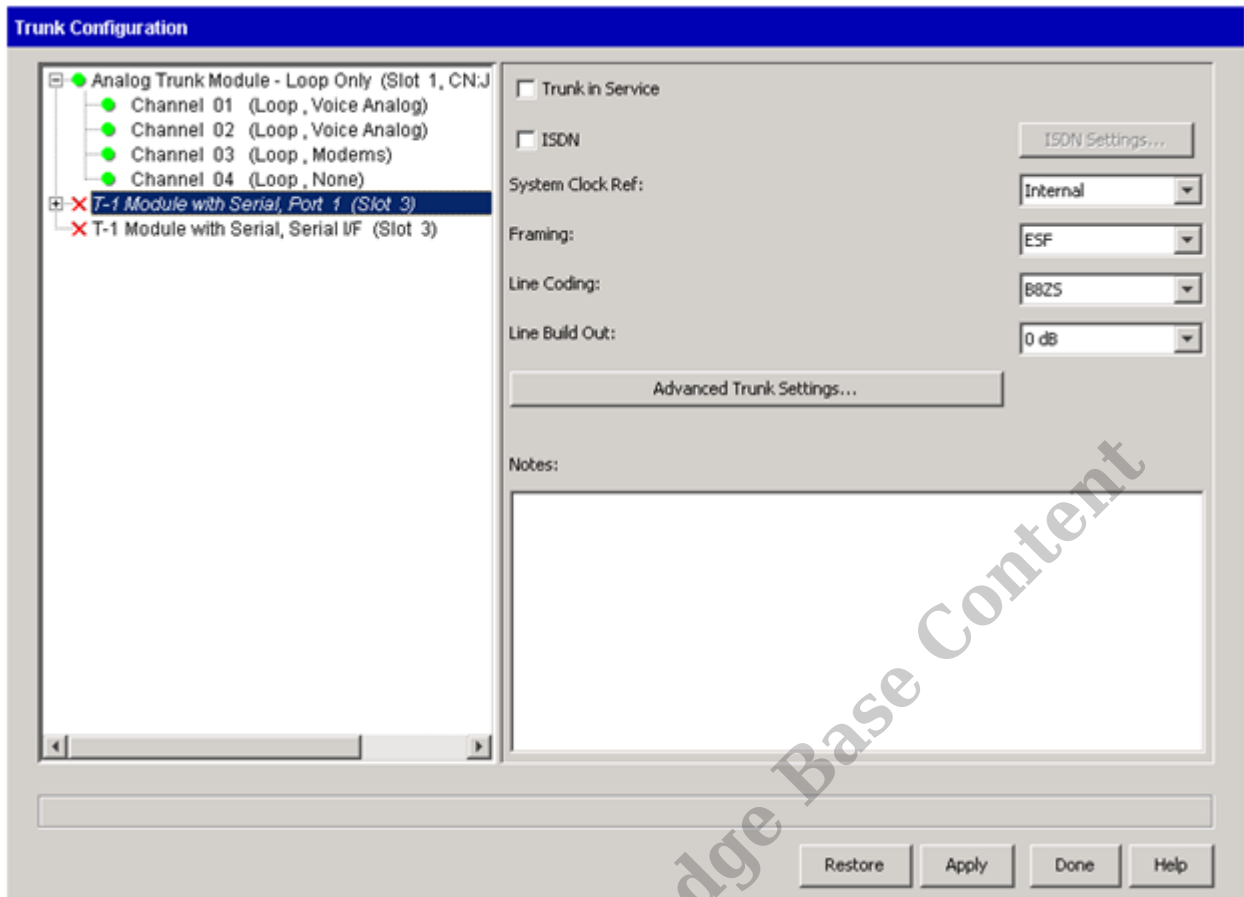 Trunk Configuration
Analog Trunk Module - Loop Only (Slot 1, CN:J
Channel 01 (Loop , Voice Analog)
Channel 02 (Loop , Voice Analog)
Channel 03 (Loop , Modems)
Channel 04 (Loop , None)
T-1 Module with Serial, Port 1 (Slot 3)
T-1 Module with Serial, Serial I/F (Slot 3)
Trunk in Service
ISDN
ISDN Settings...
System Clock Ref:
Internal
Framing:
ESF
Line Coding:
B8ZS
Line Build Out:
0 dB
Advanced Trunk Settings...
Notes:
dge Base Content
Restore
Apply
Done
Help